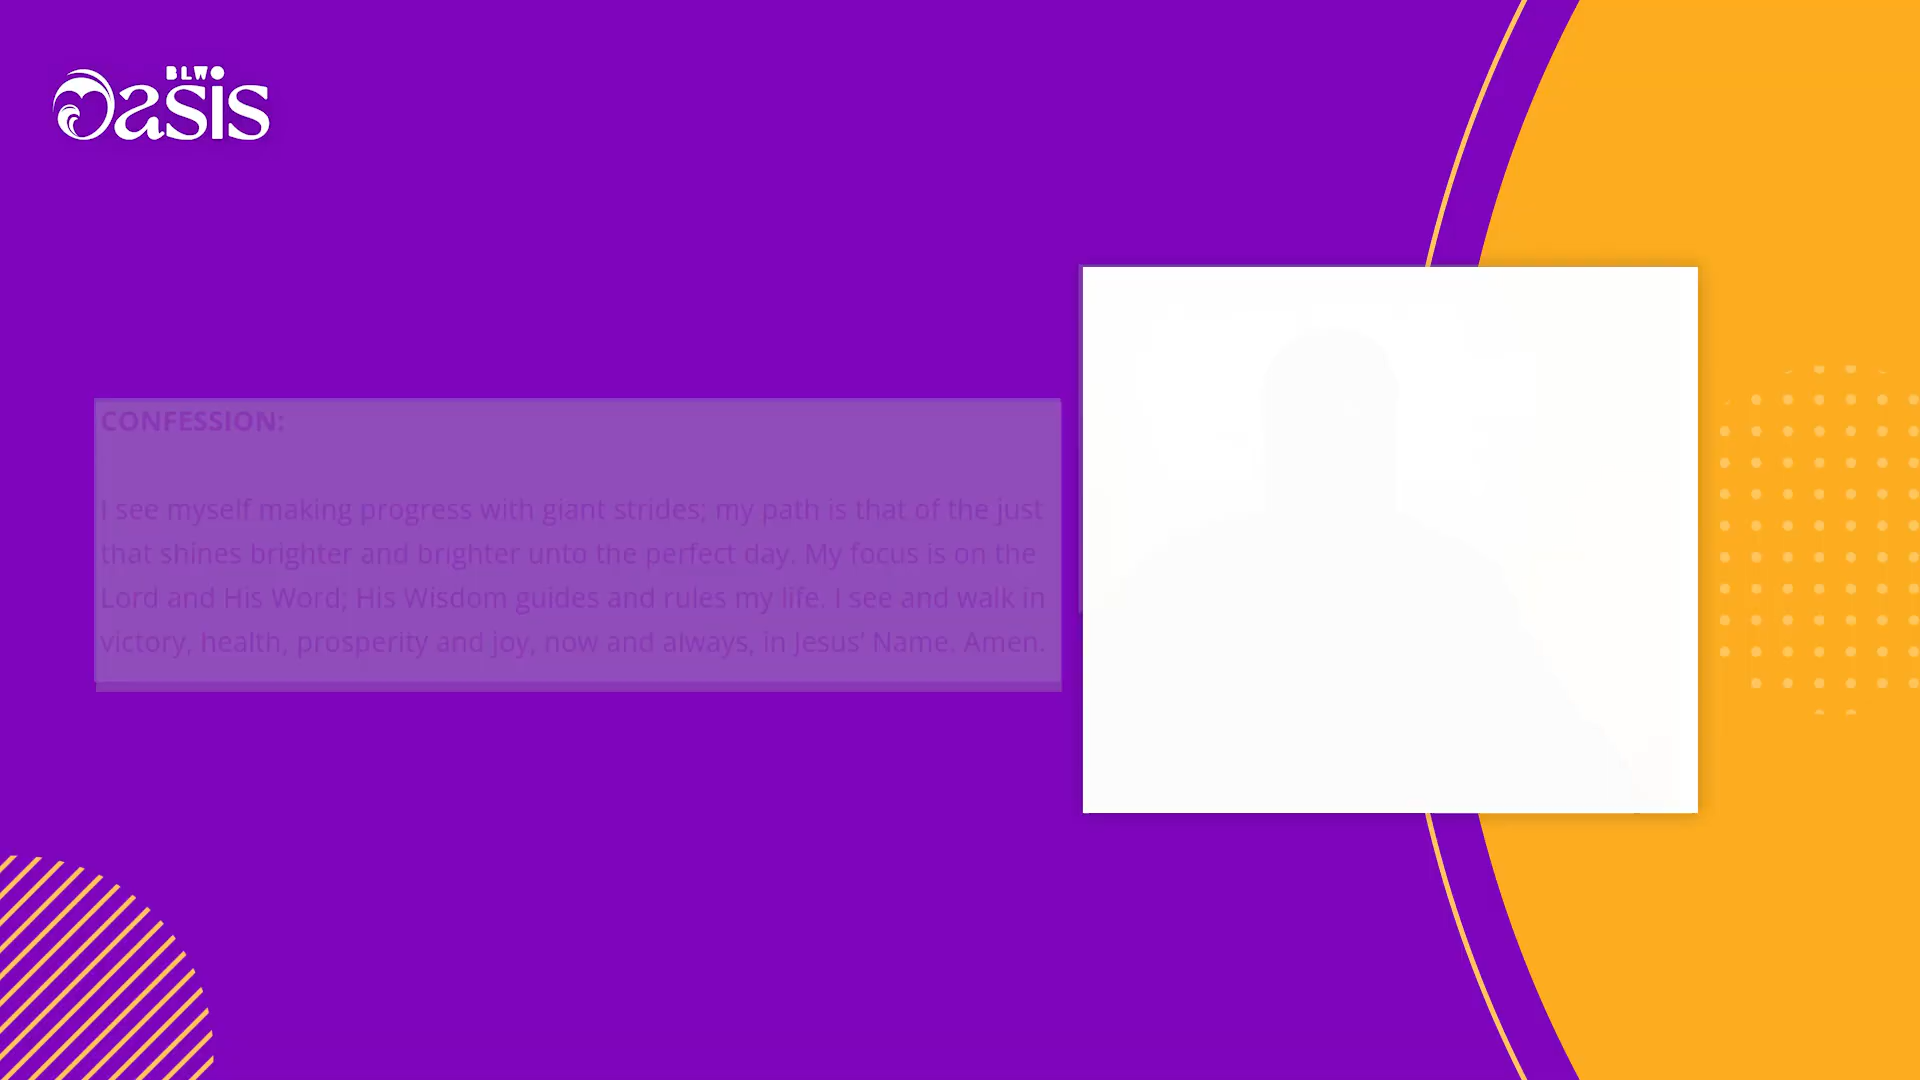 BLWO
Oasis
CONFESSION:
I see myself making progress with giant strides; my path is that of the just
that shines brighter and brighter unto the perfect day. My focus is on the
Lord and His Word; His Wisdom guides and rules my life. I see and walk in
victory, health, prosperity and joy, now and always, in Jesus’ Name. Amen.